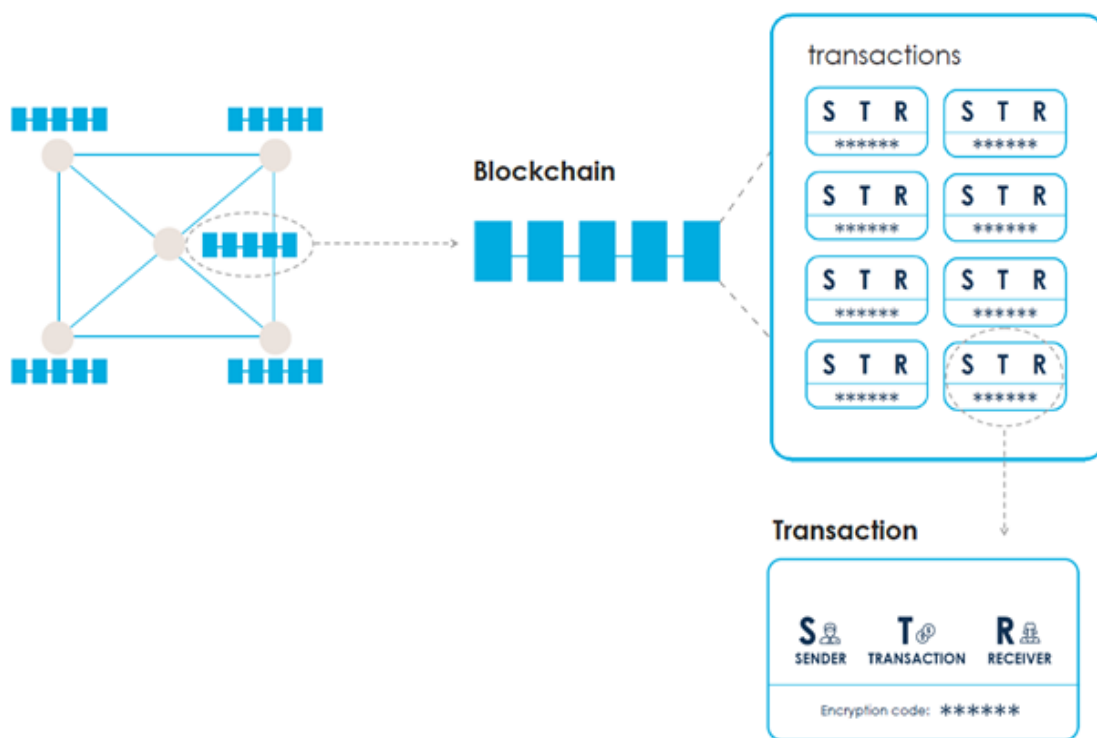 transactions
S T R S T R
****** ******
Blockchain
S T R S T R
****** ******
S T R S T R
****** ******
S T R S T R
****** ******
Transaction
S T R
SENDER TRANSACTION RECEIVER
Encryption code: ******